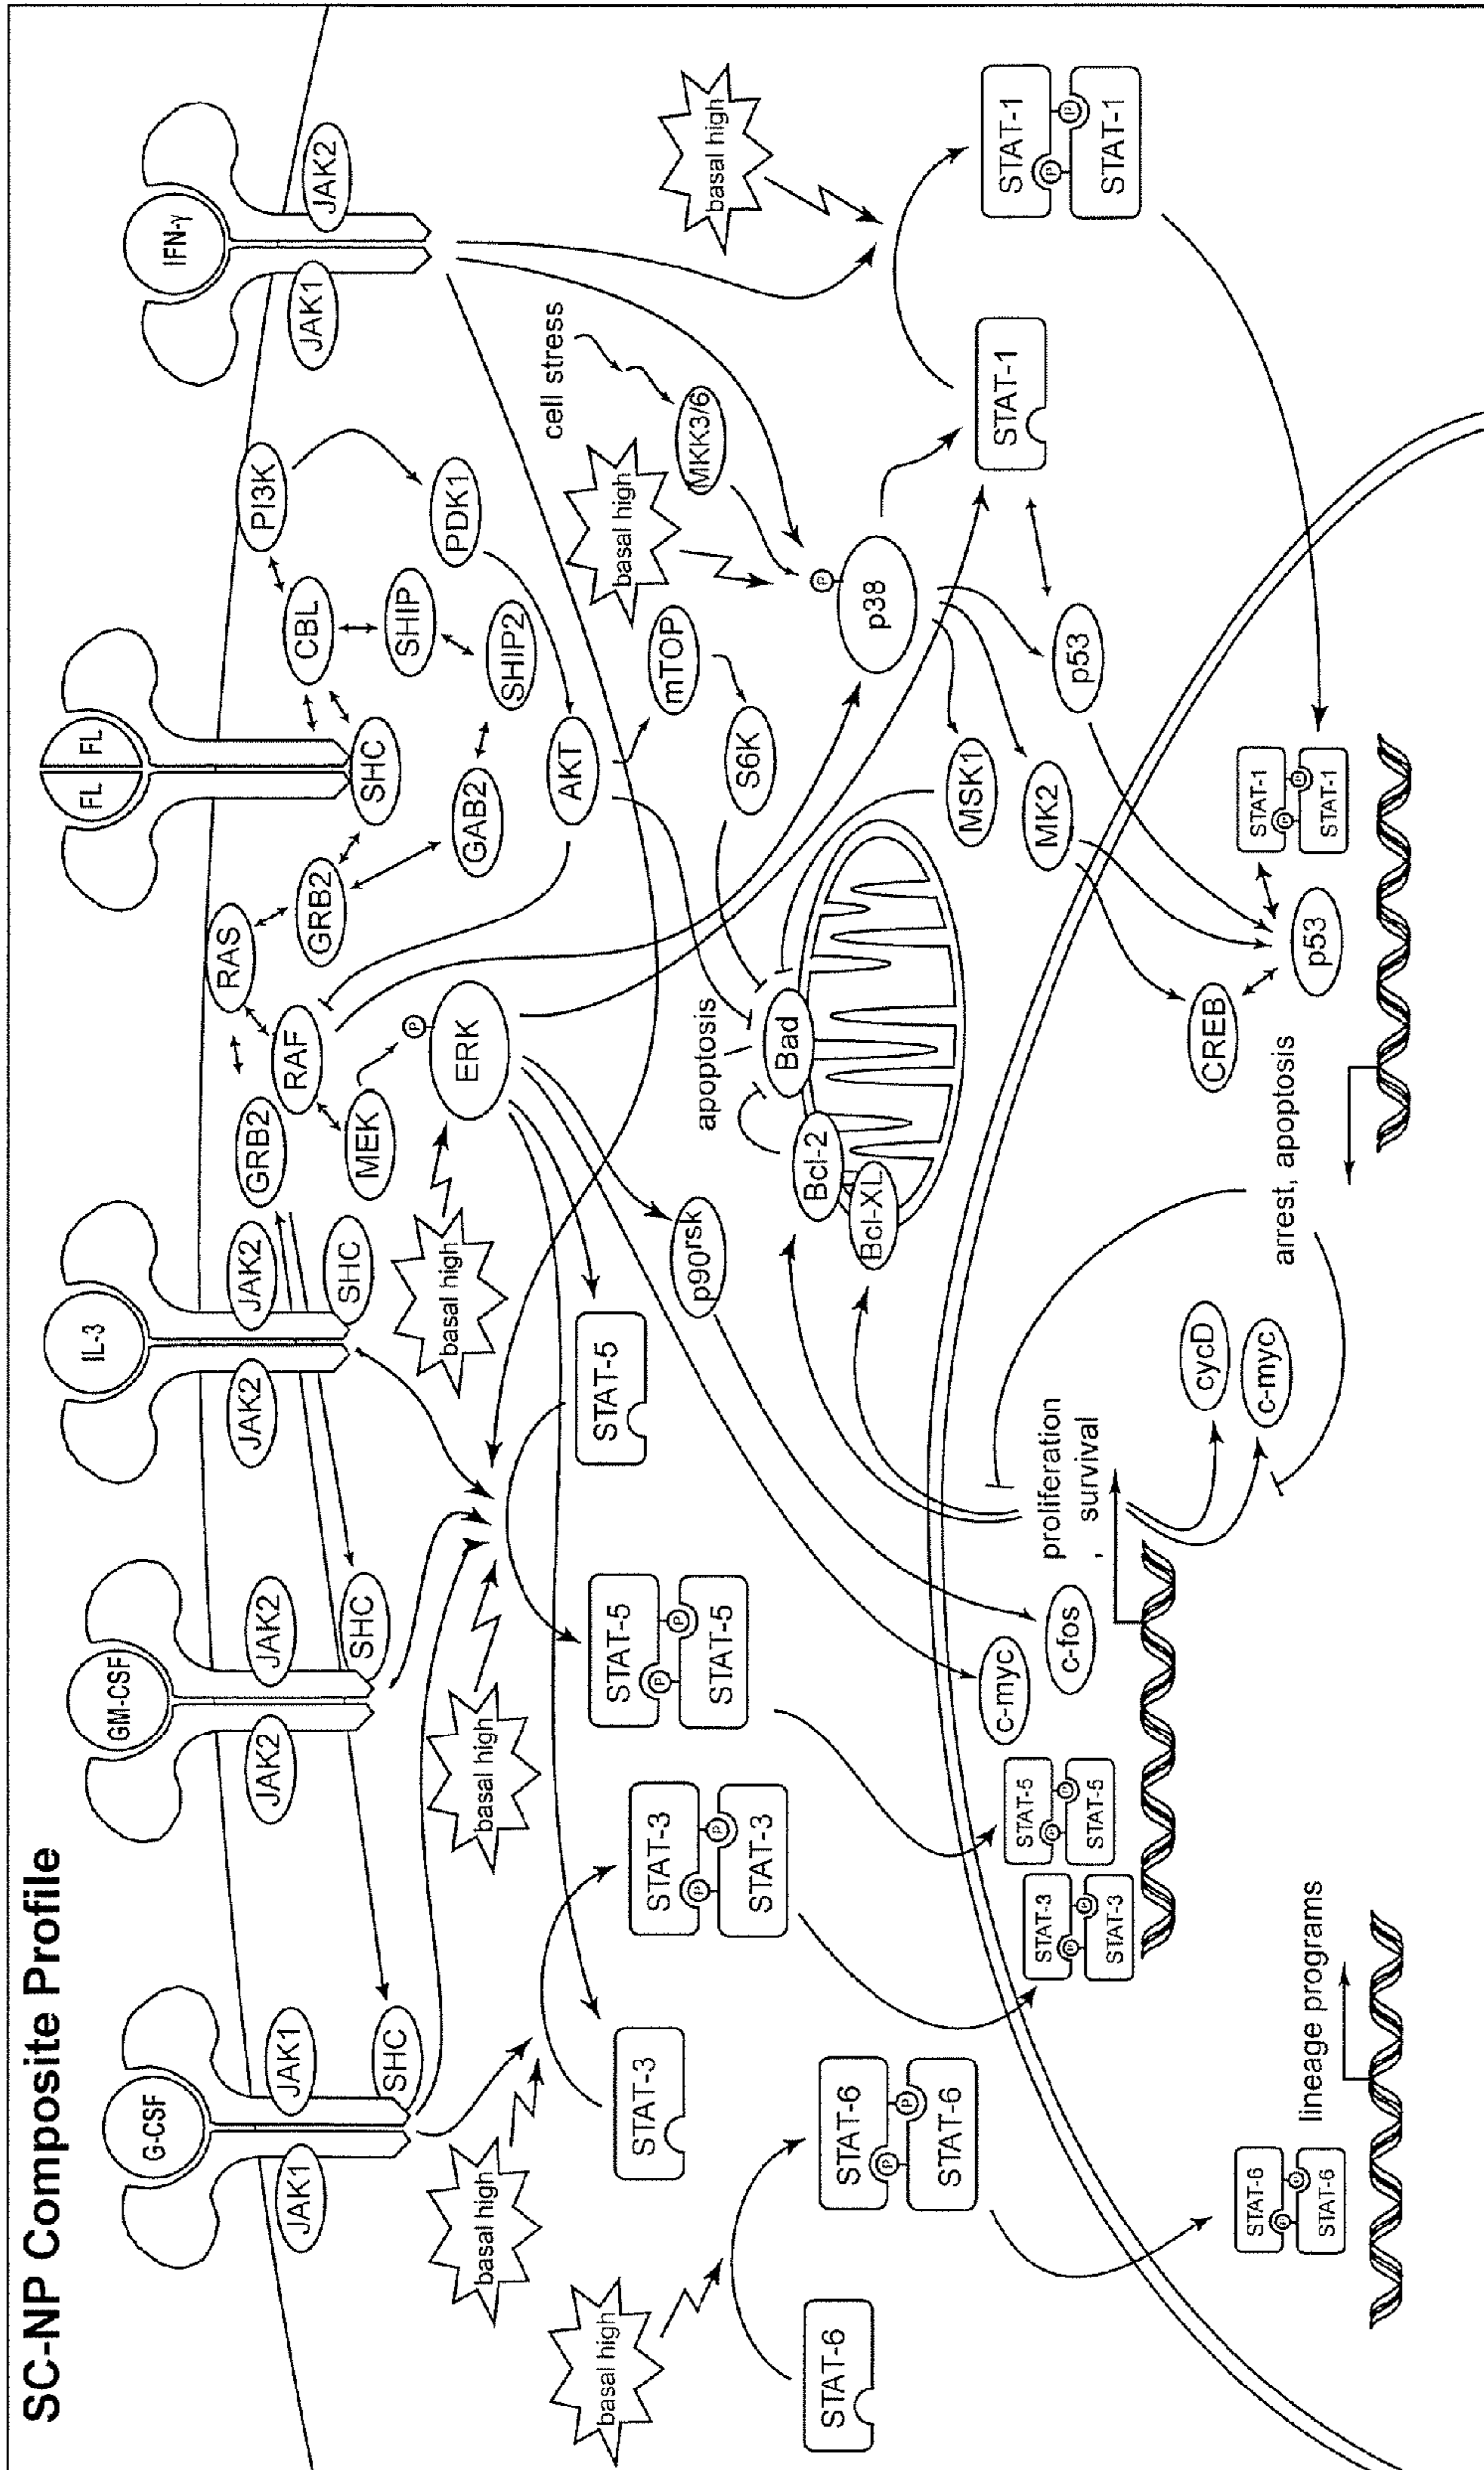 SC-NP Composite Profile
G-CSF
JAK1
JAK1
SHC
GM-CSF
JAK2
JAK2
SHC
IL-3
JAK2
JAK2
SHC
FL FL
SHC
IFN-γ
JAK1
JAK2
GRB2
RAS
RAF
MEK
GRB2
CBL
PI3K
SHIP
SHIP2
PDK1
GAB2
AKT
mTOP
S6K
P
ERK
basal high
basal high
basal high
basal high
basal high
basal high
cell stress
MKK3/6
P
p38
STAT-6
STAT-6
P P
STAT-6
STAT-3
STAT-3
P P
STAT-3
STAT-5
STAT-5
P P
STAT-5
p90rsk
apoptosis
Bad
Bcl-2
Bcl-XL
MSK1
MK2
p53
STAT-1
STAT-1
P P
STAT-1
STAT-6
P P
STAT-6
lineage programs
STAT-3
P P
STAT-3
STAT-5
P P
STAT-5
c-myc
c-fos
proliferation
, survival
cycD
c-myc
arrest, apoptosis
CREB
p53
STAT-1
P P
STAT-1